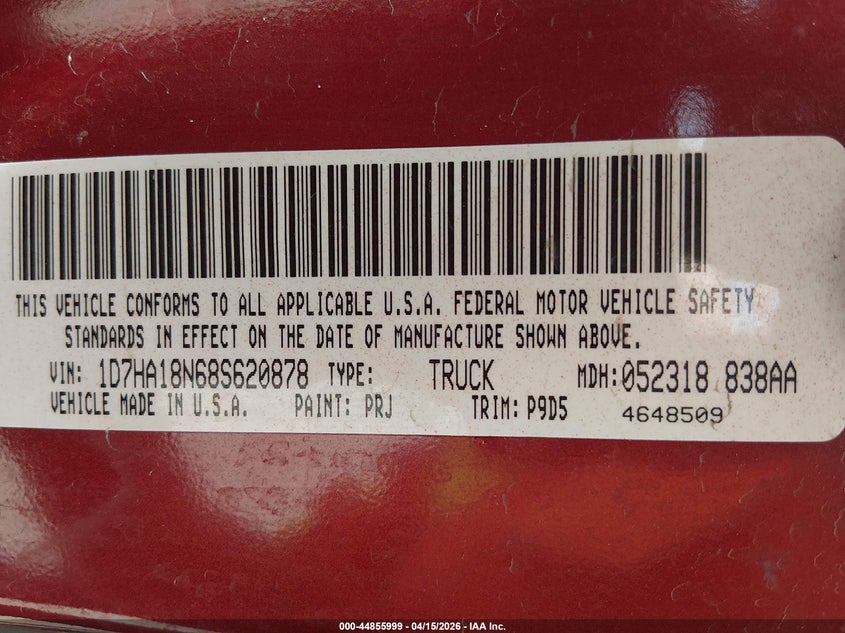 THIS VEHICLE CONFORMS TO ALL APPLICABLE U.S.A. FEDERAL MOTOR VEHICLE SAFETY
STANDARDS IN EFFECT ON THE DATE OF MANUFACTURE SHOWN ABOVE.
VIN: 1D7HA18N68S620878 TYPE: TRUCK MDH:052318 838AA
VEHICLE MADE IN U.S.A. PAINT: PRJ TRIM: P9D5 4648509
000-44855999 - 04/15/2026 - IAA Inc.